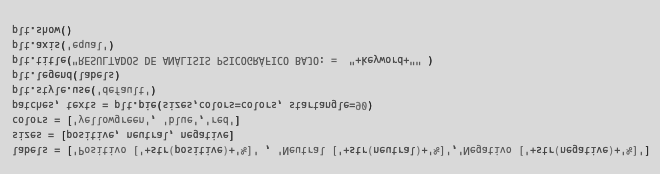 labels = ['Positivo ['+str(positive)+'%]' , 'Neutral ['+str(neutral)+'%]','Negativo ['+str(negative)+'%]']
sizes = [positive, neutral, negative]
colors = ['yellowgreen', 'blue','red']
patches, texts = plt.pie(sizes,colors=colors, startangle=90)
plt.style.use('default')
plt.legend(labels)
plt.title("RESULTADOS DE ANÁLISIS PSICOGRÁFICO BAJO: =  "+keyword+"" )
plt.axis('equal')
plt.show()